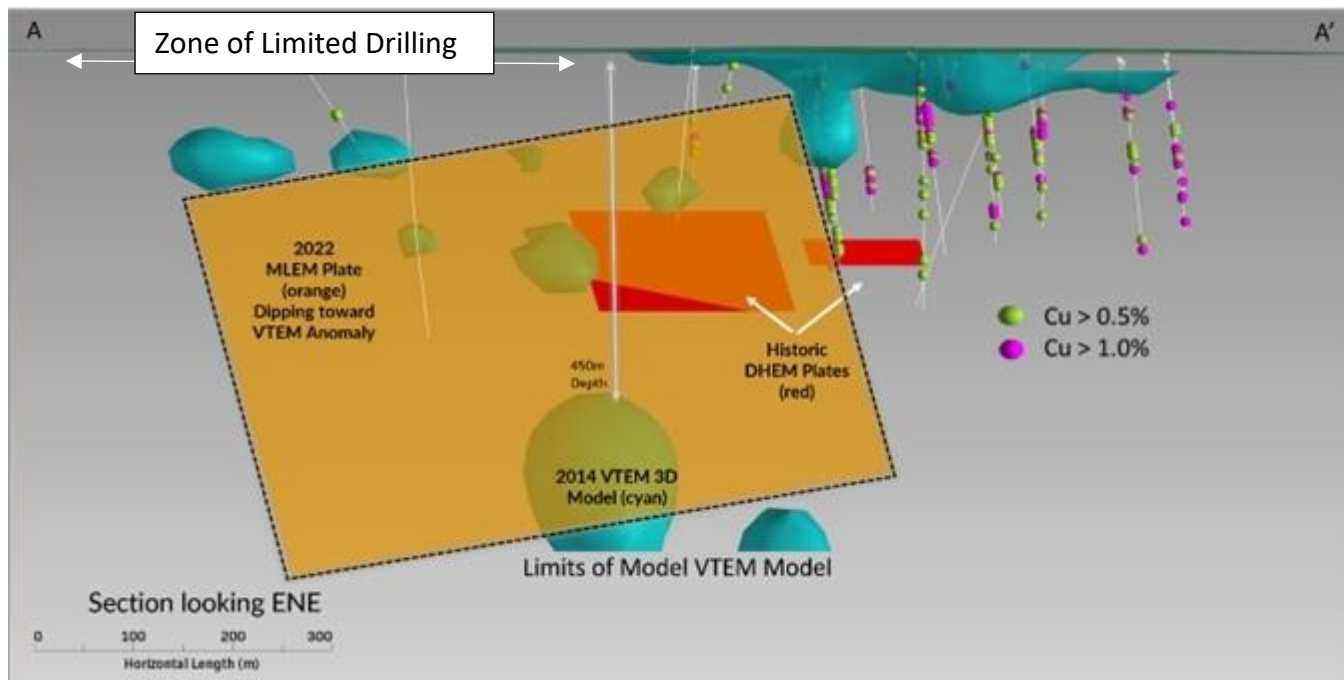 A
Zone of Limited Drilling
A'
2022
MLEM Plate
(orange)
Dipping toward
VTEM Anomaly
450m
Depth
Historic
DHEM Plates
(red)
Cu > 0.5%
Cu > 1.0%
2014 VTEM 3D
Model (cyan)
Limits of Model VTEM Model
Section looking ENE
0 100 200 300
Horizontal Length (m)